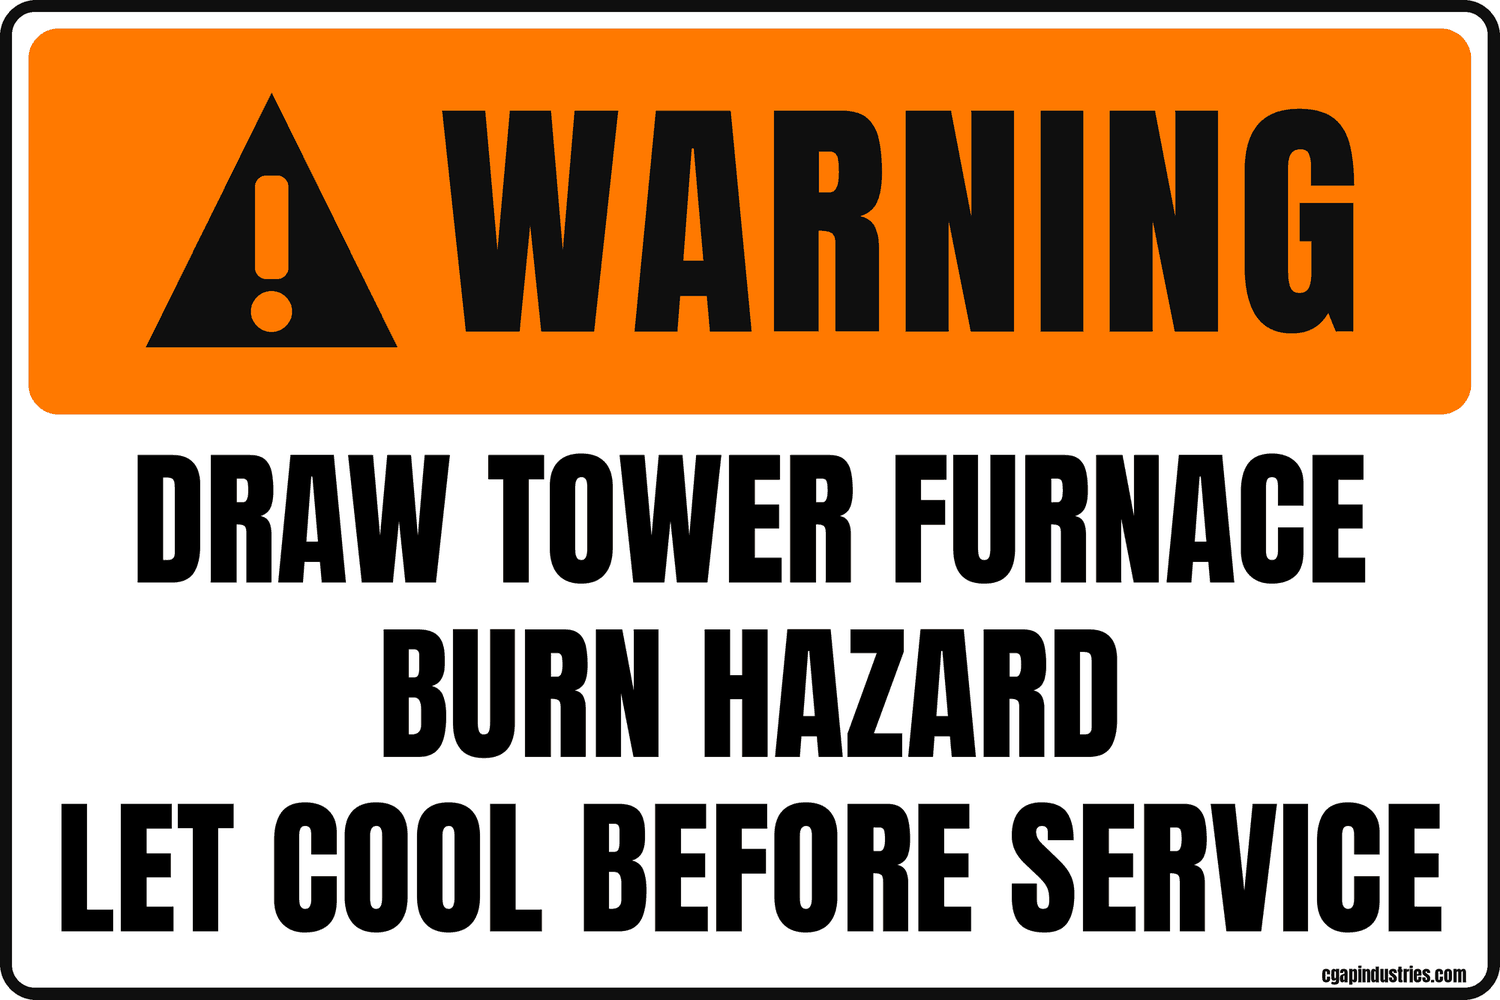 WARNING
DRAW TOWER FURNACE
BURN HAZARD
LET COOL BEFORE SERVICE
cgapindustries.com